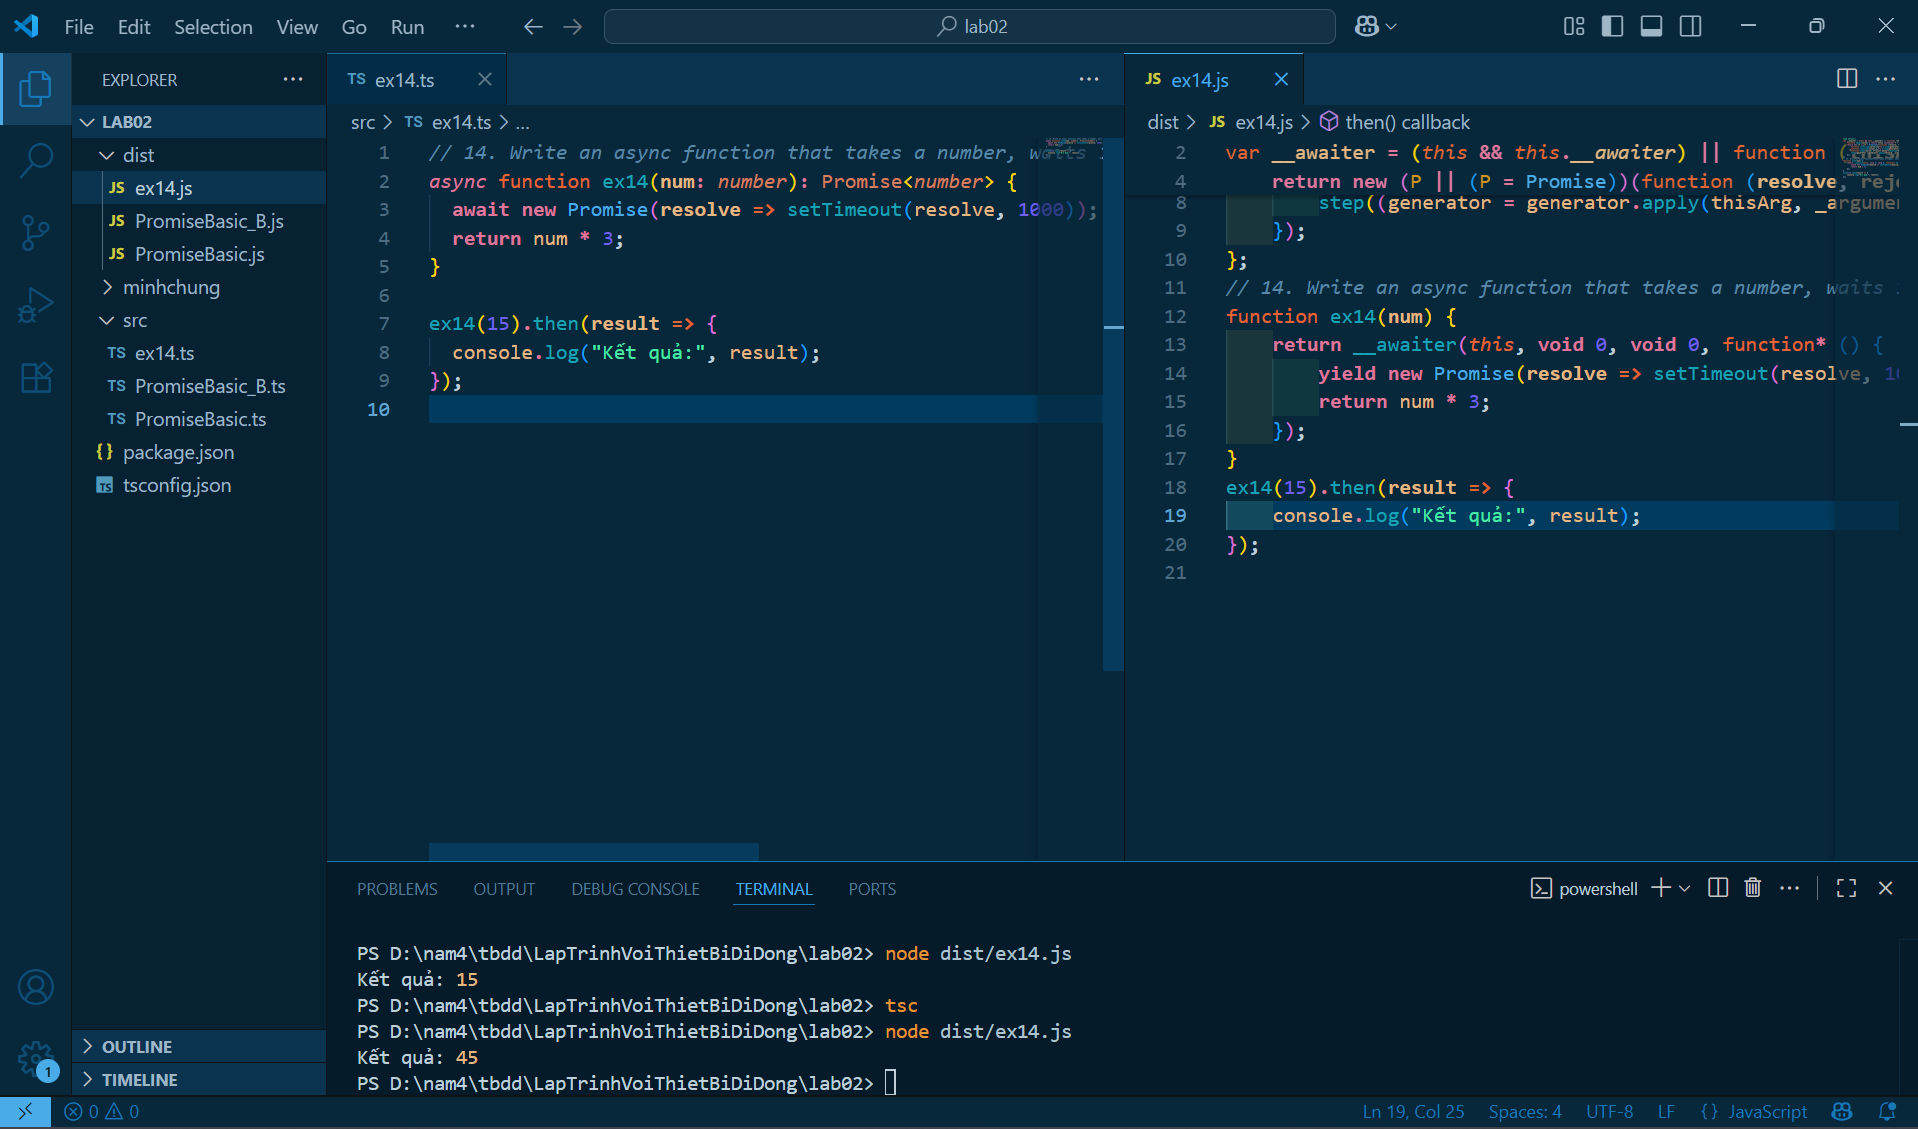 File Edit Selection View Go Run ... lab02
EXPLORER
LAB02
dist
JS ex14.js
JS PromiseBasic_B.js
JS PromiseBasic.js
minhchung
src
TS ex14.ts
TS PromiseBasic_B.ts
TS PromiseBasic.ts
{} package.json
TS tsconfig.json
OUTLINE
TIMELINE
1
TS ex14.ts
src > TS ex14.ts > ...
1 // 14. Write an async function that takes a number, waits 1
2 async function ex14(num: number): Promise<number> {
3 await new Promise(resolve => setTimeout(resolve, 1000));
4 return num * 3;
5 }
6
7 ex14(15).then(result => {
8 console.log("Kết quả:", result);
9 });
10
JS ex14.js
dist > JS ex14.js > then() callback
2 var __awaiter = (this && this.__awaiter) || function (thisA
4 return new (P || (P = Promise))(function (resolve, reje
8 step((generator = generator.apply(thisArg, _argumen
9 });
10 };
11 // 14. Write an async function that takes a number, waits 1
12 function ex14(num) {
13 return __awaiter(this, void 0, void 0, function* () {
14 yield new Promise(resolve => setTimeout(resolve, 10
15 return num * 3;
16 });
17 }
18 ex14(15).then(result => {
19 console.log("Kết quả:", result);
20 });
21
PROBLEMS OUTPUT DEBUG CONSOLE TERMINAL PORTS powershell
PS D:\nam4\tbdd\LapTrinhVoiThietBiDiDong\lab02> node dist/ex14.js
Kết quả: 15
PS D:\nam4\tbdd\LapTrinhVoiThietBiDiDong\lab02> tsc
PS D:\nam4\tbdd\LapTrinhVoiThietBiDiDong\lab02> node dist/ex14.js
Kết quả: 45
PS D:\nam4\tbdd\LapTrinhVoiThietBiDiDong\lab02>
0 0 Ln 19, Col 25 Spaces: 4 UTF-8 LF {} JavaScript